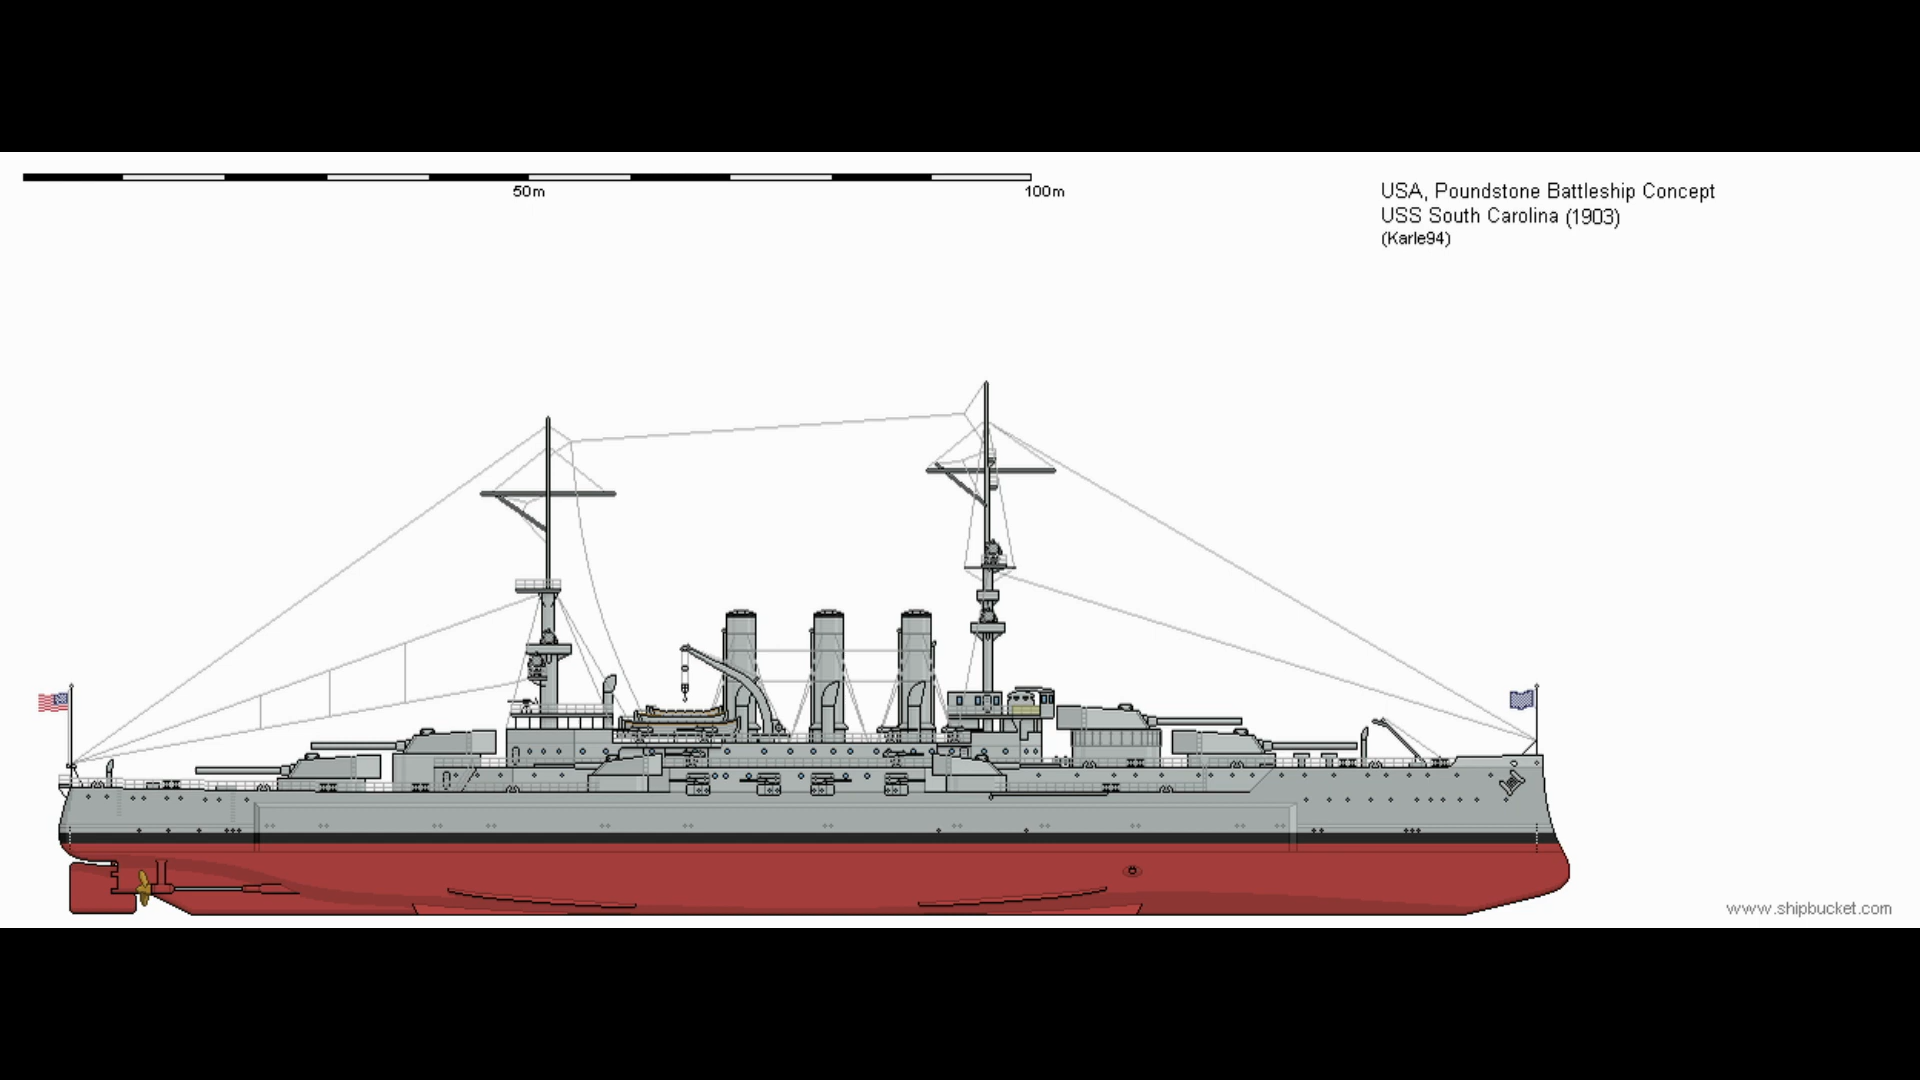 50m
100m
USA, Poundstone Battleship Concept
USS South Carolina (1903)
(Karle94)
www.shipbucket.com